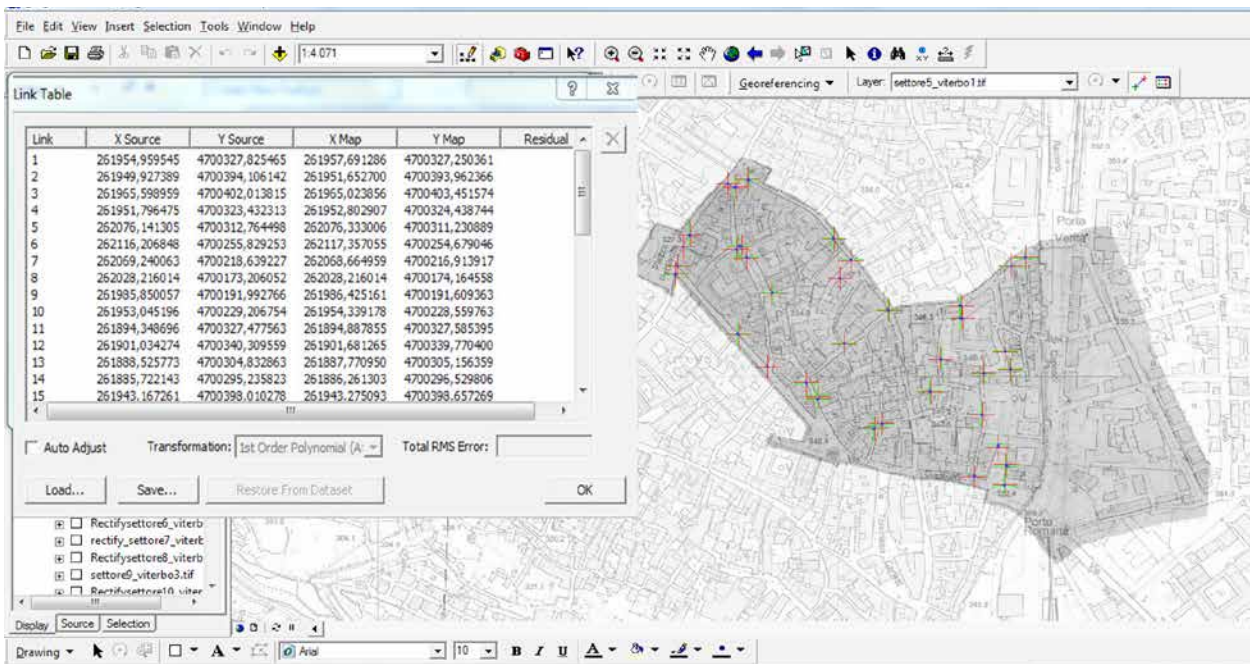 File Edit View Insert Selection Tools Window Help
1:4.071
Georeferencing Layer: settore5_viterbo1.tif
Link Table
Link X Source Y Source X Map Y Map Residual
1 261954,959545 4700327,825465 261957,691286 4700327,250361
2 261949,927389 4700394,106142 261951,652700 4700393,962366
3 261965,598959 4700402,013815 261965,023856 4700403,451574
4 261951,796475 4700323,432313 261952,802907 4700324,438744
5 262076,141305 4700312,764498 262076,333006 4700311,230889
6 262116,206848 4700255,829253 262117,357055 4700254,679046
7 262069,240063 4700218,639227 262068,664959 4700216,913917
8 262028,216014 4700173,206052 262028,216014 4700174,164558
9 261985,850057 4700191,992766 261986,425161 4700191,609363
10 261953,045196 4700229,206754 261954,339178 4700228,559763
11 261894,348696 4700327,477563 261894,887855 4700327,585395
12 261901,034274 4700340,309559 261901,681265 4700339,770400
13 261888,525773 4700304,832863 261887,770950 4700305,156359
14 261885,722143 4700295,235823 261886,261303 4700296,529806
15 261943,167261 4700398,010278 261943,275093 4700398,657269
Auto Adjust Transformation: 1st Order Polynomial (A: Total RMS Error:
Load... Save... Restore From Dataset OK
Rectifysettore6_viterb
rectify_settore7_viterk
Rectifysettore8_viterb
settore9_viterbo3.tif
Rectifysettore10_viter
Display Source Selection
Porta
Porta
Romana
Drawing Arial 10 B I U A